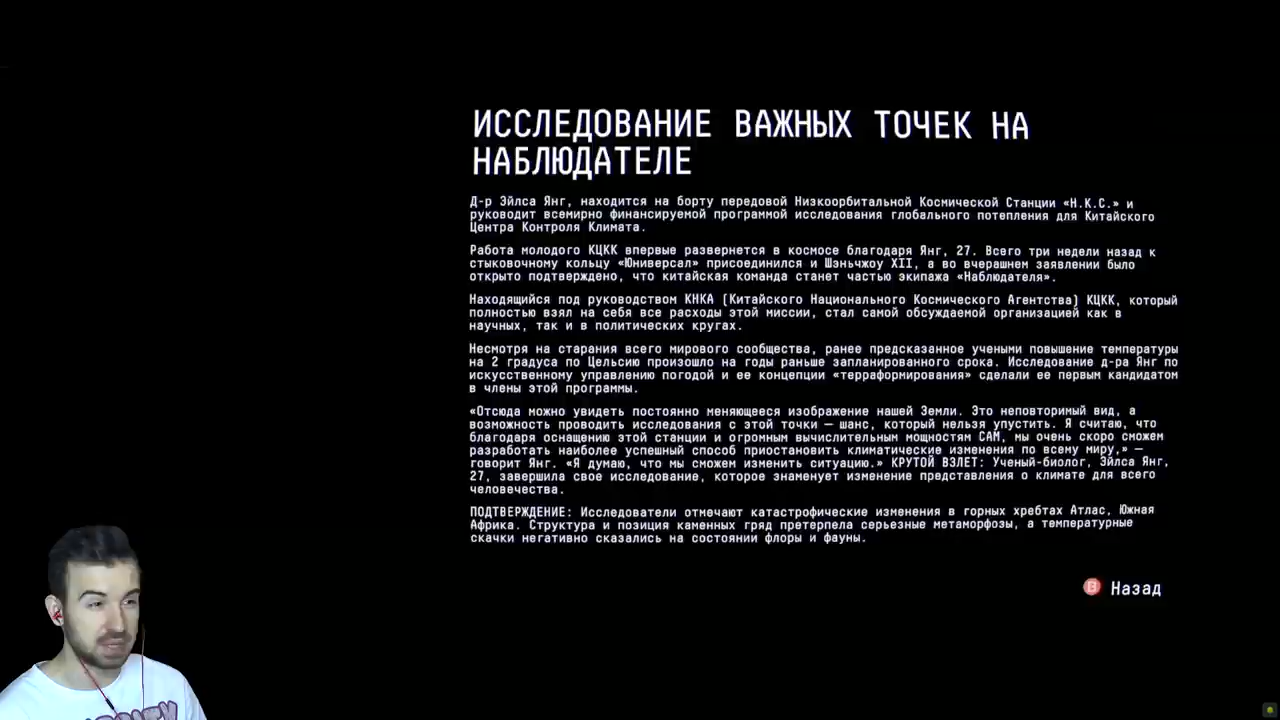 ИССЛЕДОВАНИЕ ВАЖНЫХ ТОЧЕК НА
НАБЛЮДАТЕЛЕ
Д-р Эйлса Янг, находится на борту передовой Низкоорбитальной Космической Станции «Н.К.С.» и
руководит всемирно финансируемой программой исследования глобального потепления для Китайского
Центра Контроля Климата.
Работа молодого КЦКК впервые развернется в космосе благодаря Янг, 27. Всего три недели назад к
стыковочному кольцу «Юниверсал» присоединился и Шэньчжоу XII, а во вчерашнем заявлении было
открыто подтверждено, что китайская команда станет частью экипажа «Наблюдателя».
Находящийся под руководством КНКА (Китайского Национального Космического Агентства) КЦКК, который
полностью взял на себя все расходы этой миссии, стал самой обсуждаемой организацией как в
научных, так и в политических кругах.
Несмотря на старания всего мирового сообщества, ранее предсказанное учеными повышение температуры
на 2 градуса по Цельсию произошло на годы раньше запланированного срока. Исследование д-ра Янг по
искусственному управлению погодой и ее концепции «терраформирования» сделали ее первым кандидатом
в члены этой программы.
«Отсюда можно увидеть постоянно меняющееся изображение нашей Земли. Это неповторимый вид, а
возможность проводить исследования с этой точки — шанс, который нельзя упустить. Я считаю, что
благодаря оснащению этой станции и огромным вычислительным мощностям САМ, мы очень скоро сможем
разработать наиболее успешный способ приостановить климатические изменения по всему миру,» —
говорит Янг. «Я думаю, что мы сможем изменить ситуацию.» КРУТОЙ ВЗЛЕТ: Ученый-биолог, Эйлса Янг,
27, завершила свое исследование, которое знаменует изменение представления о климате для всего
человечества.
ПОДТВЕРЖДЕНИЕ: Исследователи отмечают катастрофические изменения в горных хребтах Атлас, Южная
Африка. Структура и позиция каменных гряд претерпела серьезные метаморфозы, а температурные
скачки негативно сказались на состоянии флоры и фауны.
B Назад